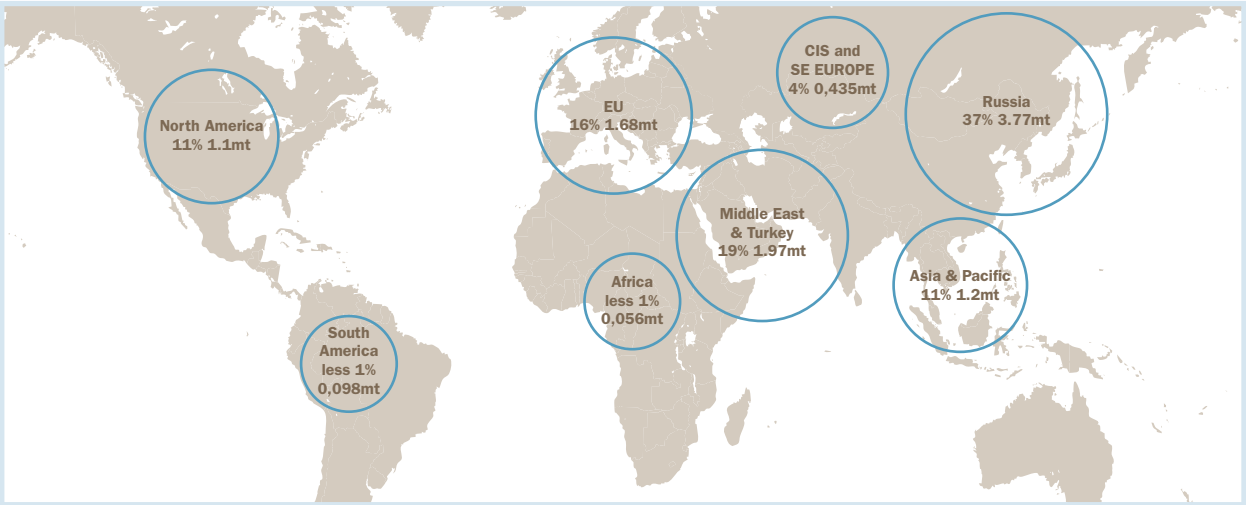 North America
11% 1.1mt
South
America
less 1%
0,098mt
EU
16% 1.68mt
Africa
less 1%
0,056mt
Middle East
& Turkey
19% 1.97mt
CIS and
SE EUROPE
4% 0,435mt
Russia
37% 3.77mt
Asia & Pacific
11% 1.2mt